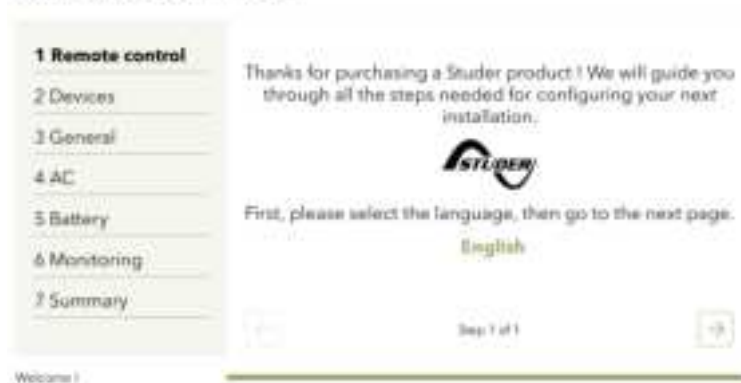 1 Remote control
2 Devices
3 General
4 AC
5 Battery
6 Monitoring
7 Summary
Thanks for purchasing a Studer product ! We will guide you
through all the steps needed for configuring your next
installation.
STUDER
First, please select the language, then go to the next page.
English
Step 1 of 1
Welcome !